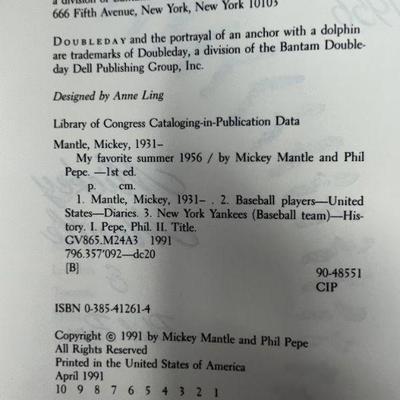 666 Fifth Avenue, New York, New York 10103
DOUBLEDAY and the portrayal of an anchor with a dolphin
are trademarks of Doubleday, a division of the Bantam Double-
day Dell Publishing Group, Inc.
Designed by Anne Ling
Library of Congress Cataloging-in-Publication Data
Mantle, Mickey, 1931–
My favorite summer 1956 / by Mickey Mantle and Phil
Pepe. —1st ed.
p. cm.
1. Mantle, Mickey, 1931– . 2. Baseball players—United
States—Diaries. 3. New York Yankees (Baseball team)—His-
tory. I. Pepe, Phil. II. Title.
GV865.M24A3 1991
796.357'092—dc20
[B] 90-48551
CIP
ISBN 0-385-41261-4
Copyright © 1991 by Mickey Mantle and Phil Pepe
All Rights Reserved
Printed in the United States of America
April 1991
10 9 8 7 6 5 4 3 2 1